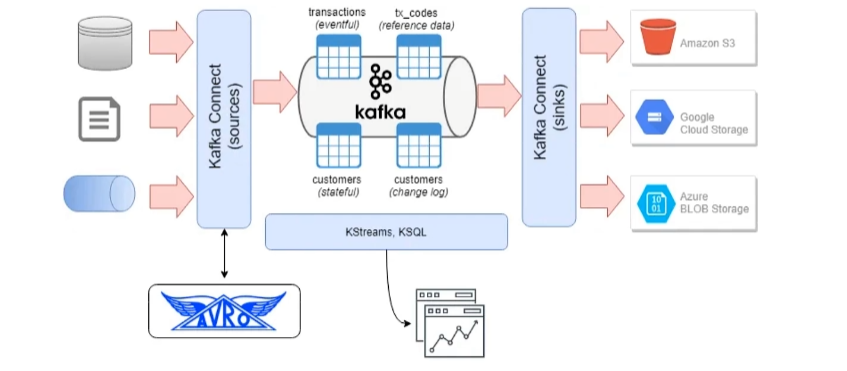 transactions
(eventful)
tx_codes
(reference data)
Kafka Connect
(sources)
kafka
customers
(stateful)
customers
(change log)
Kafka Connect
(sinks)
Amazon S3
Google
Cloud Storage
10
01
Azure
BLOB Storage
KStreams, KSQL
AVRO